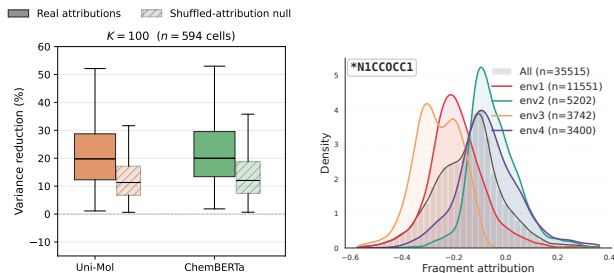 Real attributions
Shuffled-attribution null
K = 100 (n = 594 cells)
Variance reduction (%)
60
50
40
30
20
10
0
−10
Uni-Mol
ChemBERTa
*N1CCOCC1
All (n=35515)
env1 (n=11551)
env2 (n=5202)
env3 (n=3742)
env4 (n=3400)
Density
5
4
3
2
1
0
−0.6
−0.4
−0.2
0.0
0.2
0.4
Fragment attribution